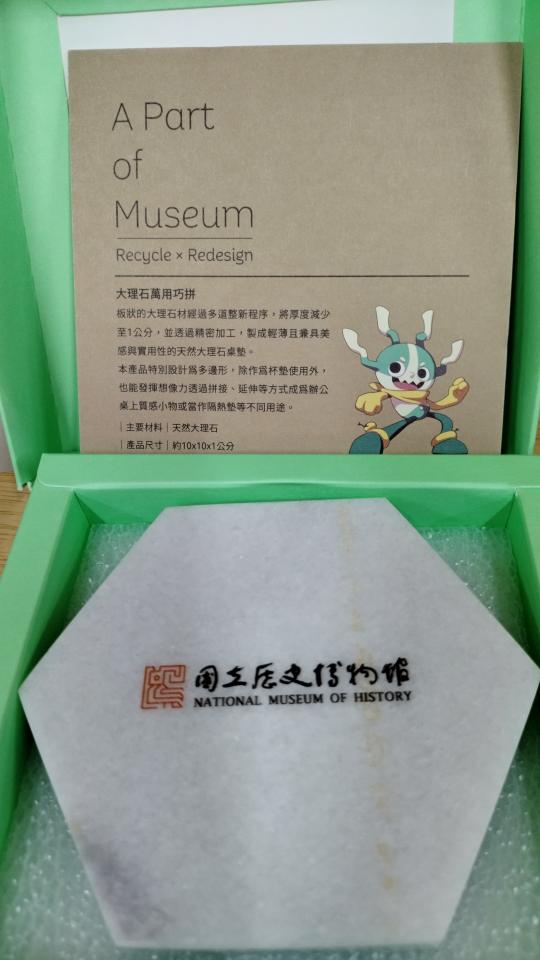 A Part
of
Museum
Recycle × Redesign
大理石萬用巧拼
板狀的大理石材經過多道整新程序，將厚度減少
至1公分，並透過精密加工，製成輕薄且兼具美
感與實用性的天然大理石桌墊。
本產品特別設計爲多邊形，除作爲杯墊使用外，
也能發揮想像力透過拼接、延伸等方式成爲辦公
桌上質感小物或當作隔熱墊等不同用途。
｜主要材料｜天然大理石
｜產品尺寸｜約10x10x1公分
國立歷史博物館
NATIONAL MUSEUM OF HISTORY